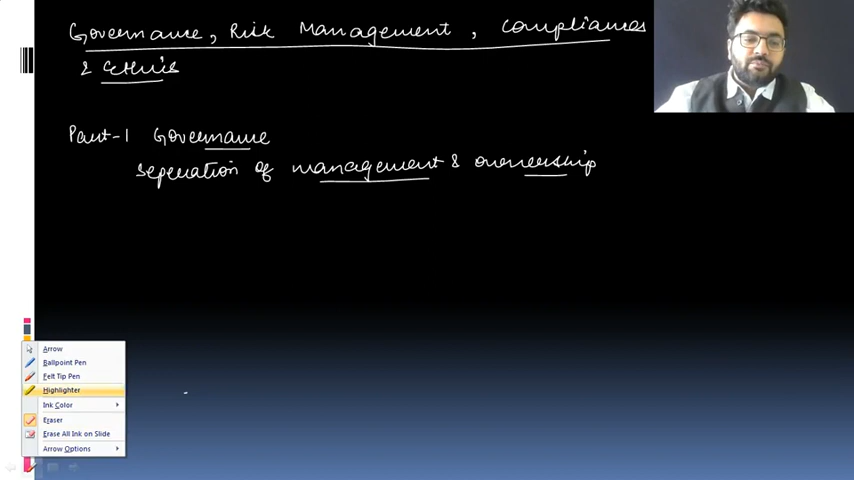 Governance, Risk Management, Compliances
& Ethics
Part-1 Governance
Seperation of management & ownership
Arrow
Ballpoint Pen
Felt Tip Pen
Highlighter
Ink Color
Eraser
Erase All Ink on Slide
Arrow Options